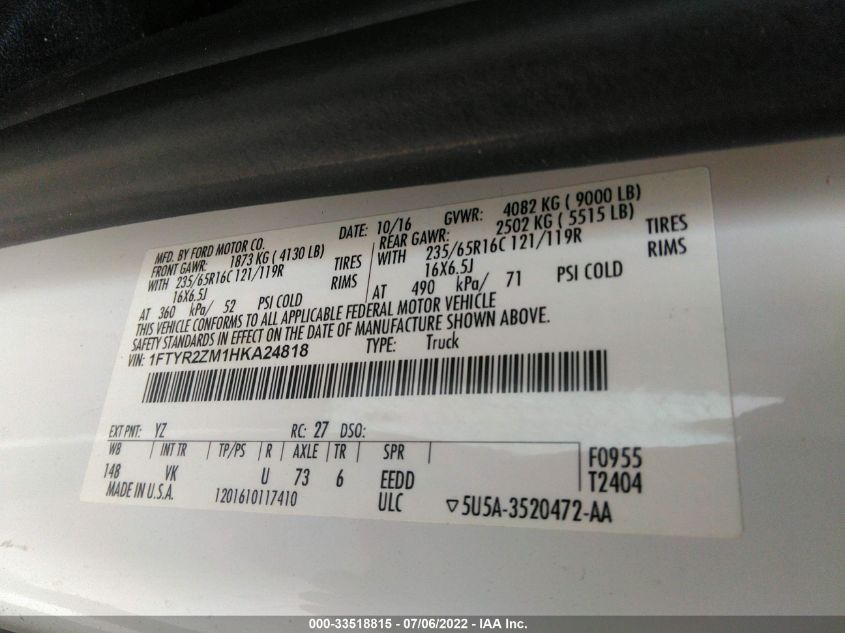 MFD. BY FORD MOTOR CO. DATE: 10/16 GVWR: 4082 KG ( 9000 LB)
FRONT GAWR: 1873 KG ( 4130 LB) REAR GAWR: 2502 KG ( 5515 LB)
WITH 235/65R16C 121/119R TIRES WITH 235/65R16C 121/119R TIRES
16X6.5J RIMS 16X6.5J RIMS
AT 360 kPa/ 52 PSI COLD AT 490 kPa/ 71 PSI COLD
THIS VEHICLE CONFORMS TO ALL APPLICABLE FEDERAL MOTOR VEHICLE
SAFETY STANDARDS IN EFFECT ON THE DATE OF MANUFACTURE SHOWN ABOVE.
VIN: 1FTYR2ZM1HKA24818 TYPE: Truck
EXT PNT: YZ RC: 27 DSO:
WB INT TR TP/PS R AXLE TR SPR F0955
148 VK U 73 6 EEDD T2404
MADE IN U.S.A. 1201610117410 ULC ▽5U5A-3520472-AA
000-33518815 - 07/06/2022 - IAA Inc.